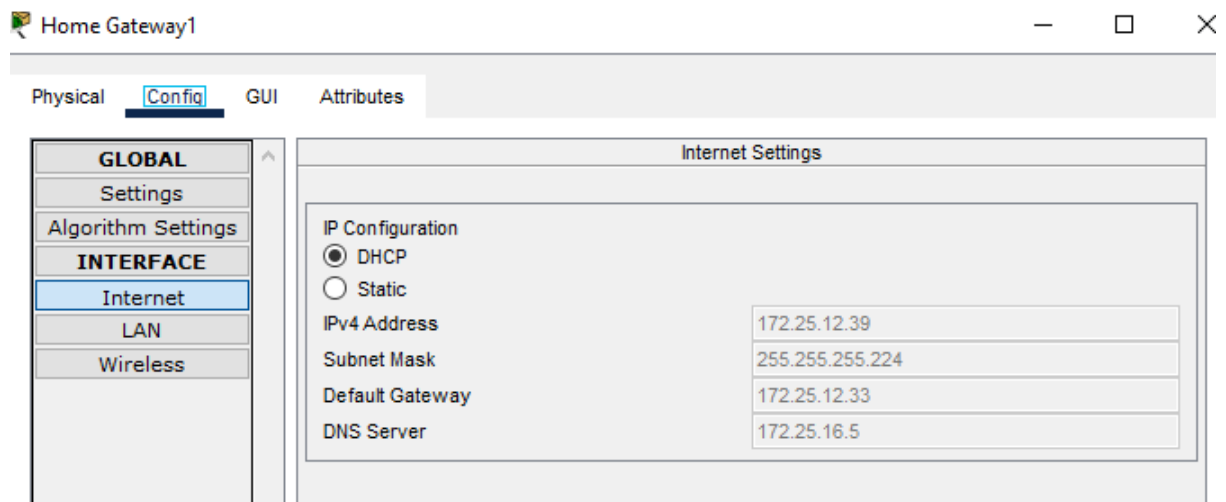 Home Gateway1
Physical Config GUI Attributes
GLOBAL
Settings
Algorithm Settings
INTERFACE
Internet
LAN
Wireless
Internet Settings
IP Configuration
DHCP
Static
IPv4 Address 172.25.12.39
Subnet Mask 255.255.255.224
Default Gateway 172.25.12.33
DNS Server 172.25.16.5